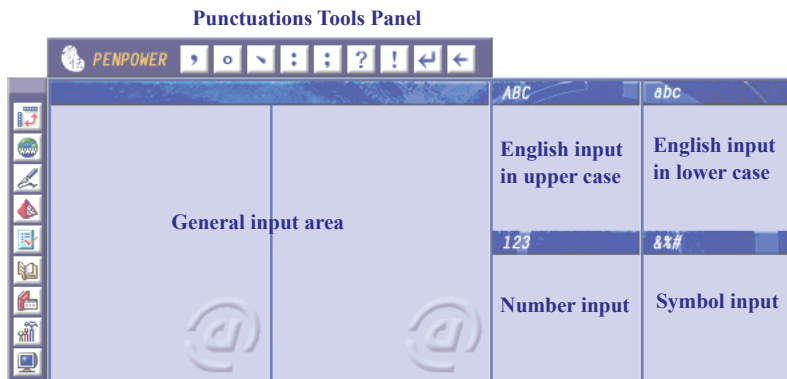 Punctuations Tools Panel
PENPOWER , 。 、 : ; ? ! ↵ ←
ABC abc
English input
in upper case
English input
in lower case
General input area
123 &%#
Number input
Symbol input
@ @
WWW